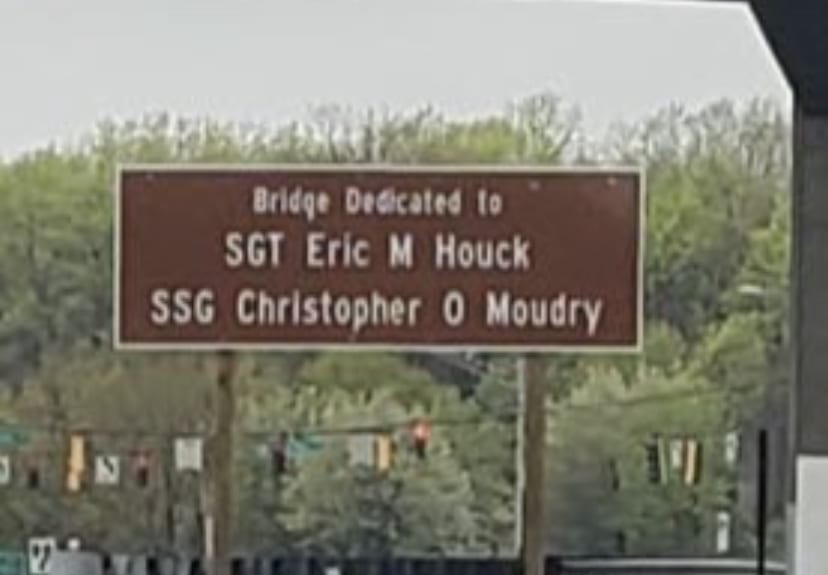 Bridge Dedicated to
SGT Eric M Houck
SSG Christopher O Moudry